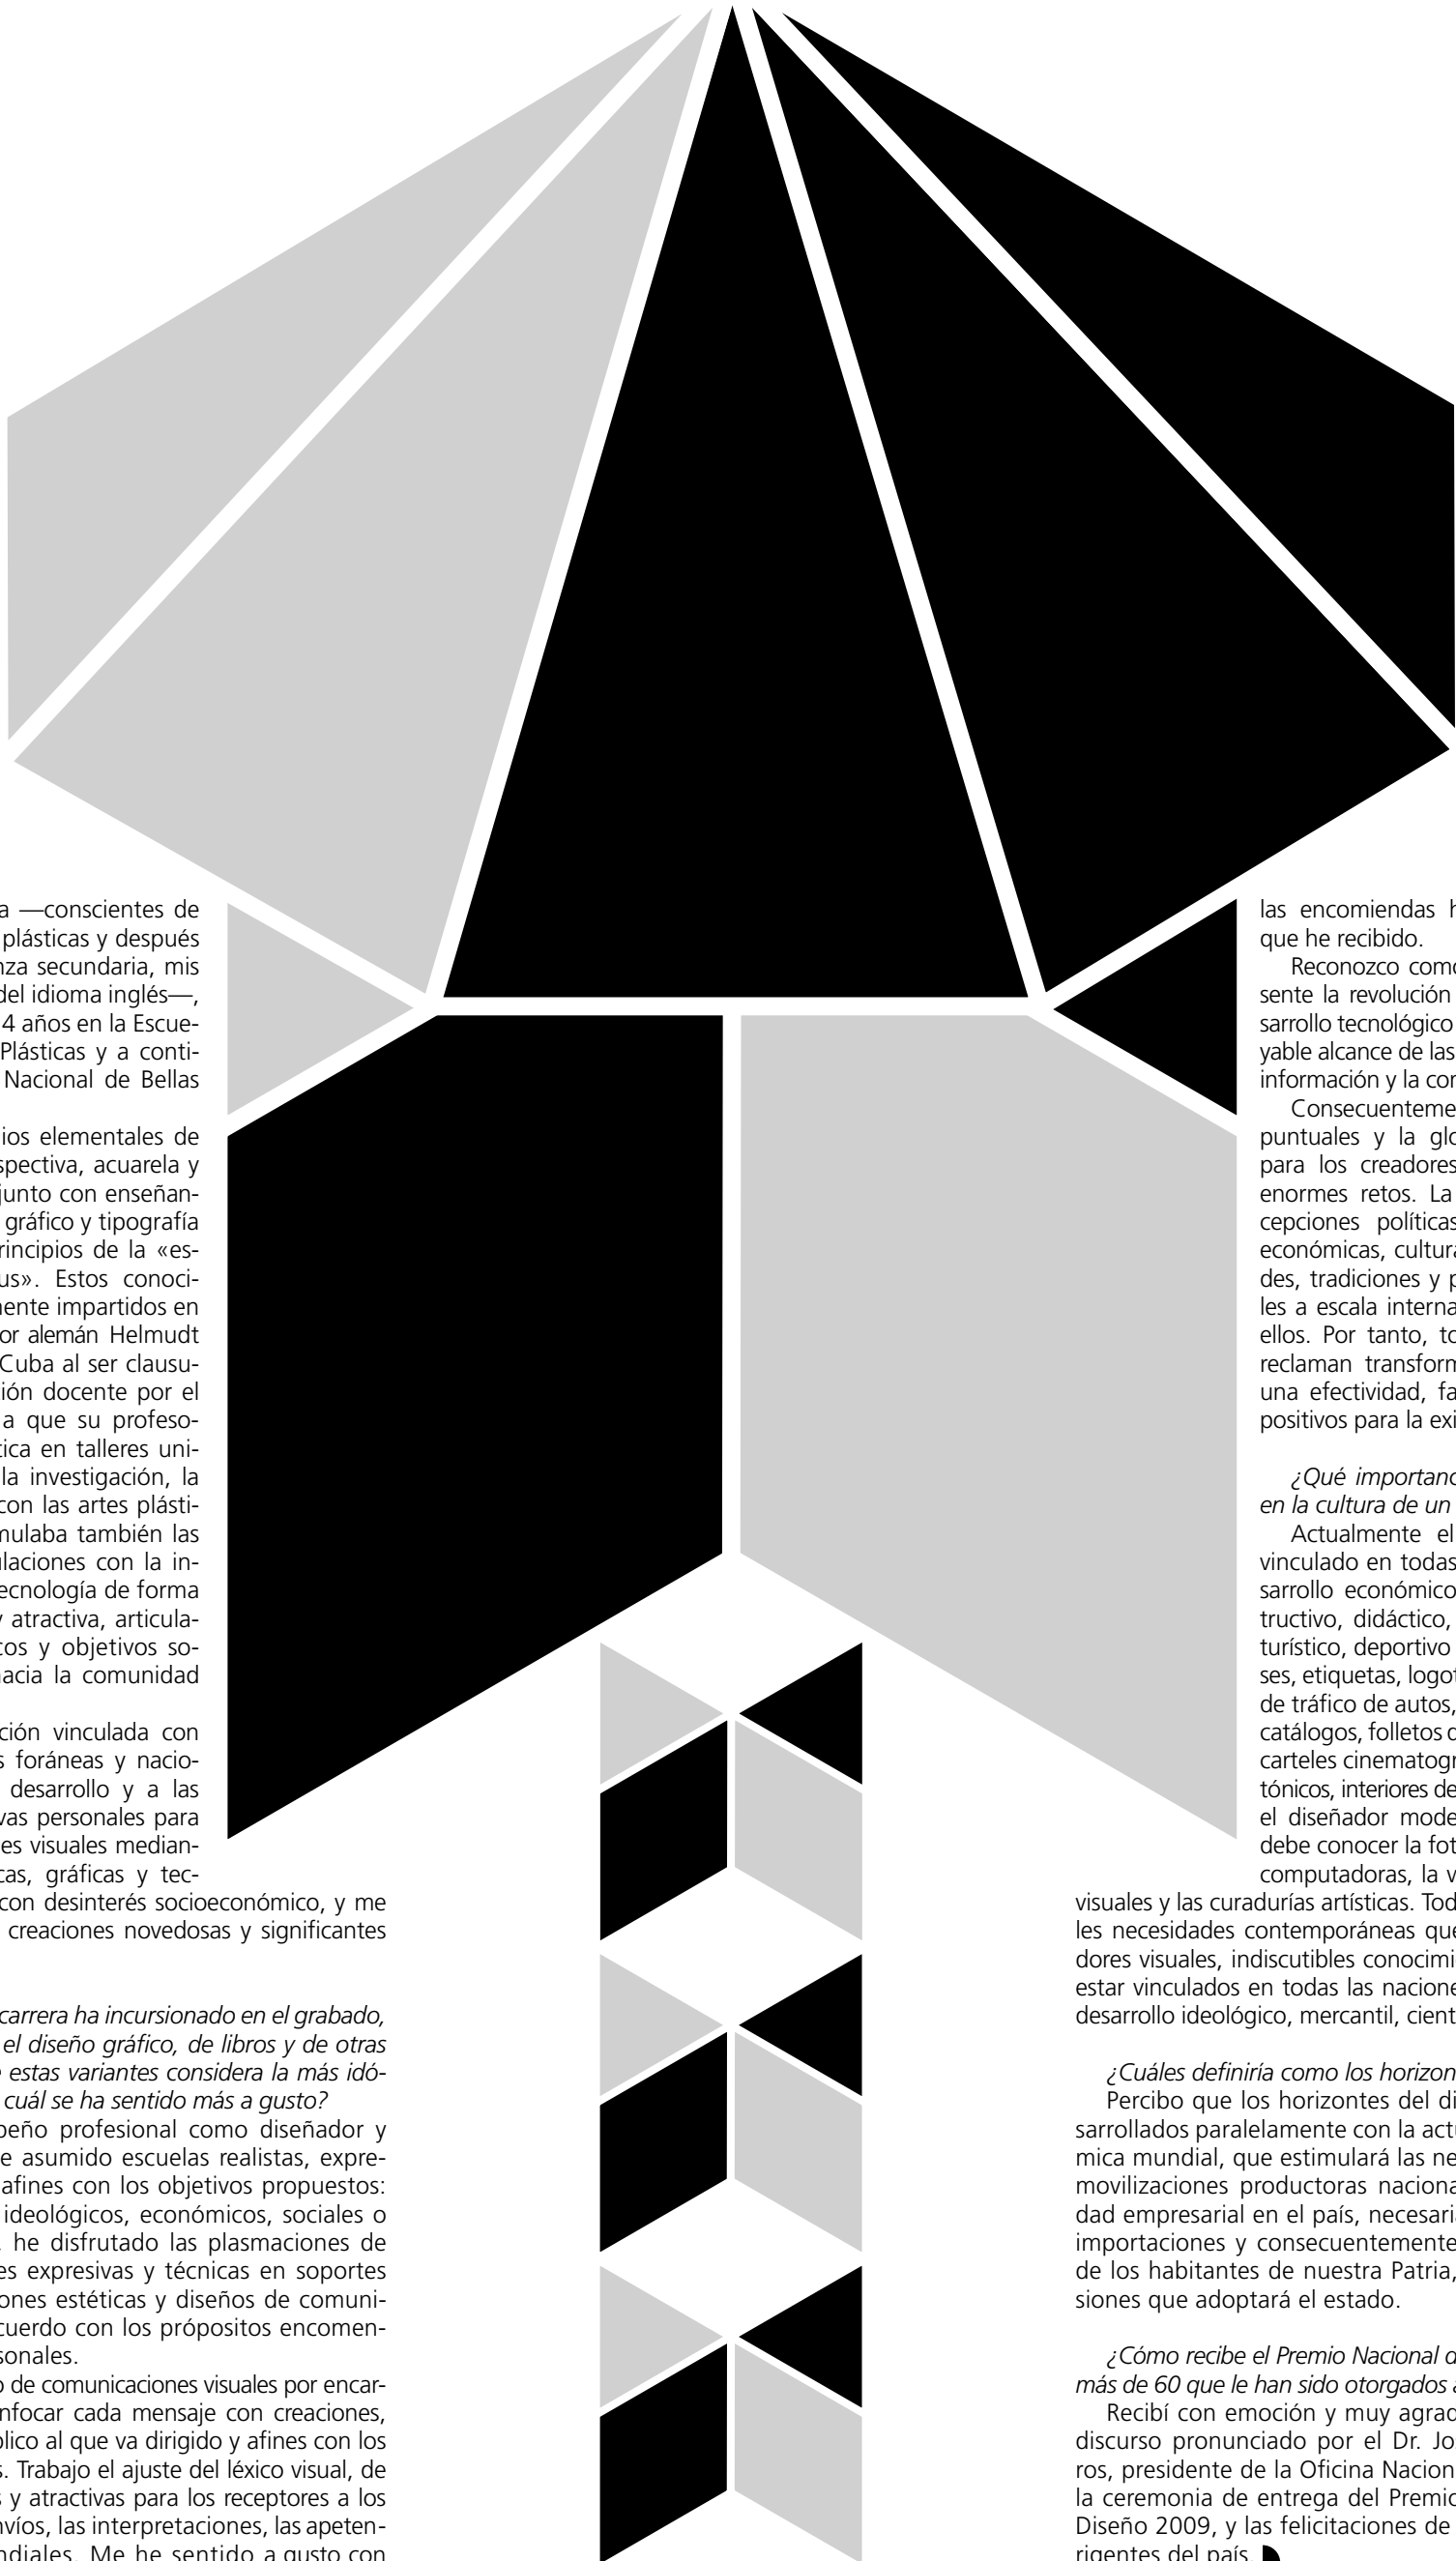 a —conscientes de
plásticas y después
nza secundaria, mis
del idioma inglés—,
4 años en la Escue-
Plásticas y a conti-
Nacional de Bellas
ios elementales de
spectiva, acuarela y
junto con enseñan-
gráfico y tipografía
rincipios de la «es-
us». Estos conoci-
mente impartidos en
or alemán Helmudt
Cuba al ser clausu-
ción docente por el
a que su profeso-
tica en talleres uni-
la investigación, la
con las artes plásti-
mulaba también las
ulaciones con la in-
tecnología de forma
y atractiva, articula-
cos y objetivos so-
hacia la comunidad
ción vinculada con
s foráneas y nacio-
desarrollo y a las
vas personales para
es visuales median-
cas, gráficas y tec-
con desinterés socioeconómico, y me
creaciones novedosas y significantes
carrera ha incursionado en el grabado,
el diseño gráfico, de libros y de otras
e estas variantes considera la más idó-
cuál se ha sentido más a gusto?
peño profesional como diseñador y
e asumido escuelas realistas, expre-
afines con los objetivos propuestos:
ideológicos, económicos, sociales o
, he disfrutado las plasmaciones de
es expresivas y técnicas en soportes
ones estéticas y diseños de comuni-
cuerdo con los própositos encomen-
sonales.
o de comunicaciones visuales por encar-
nfocar cada mensaje con creaciones,
blico al que va dirigido y afines con los
s. Trabajo el ajuste del léxico visual, de
s y atractivas para los receptores a los
nvíos, las interpretaciones, las apeten-
ndiales. Me he sentido a gusto con
las encomiendas h
que he recibido.
Reconozco como
sente la revolución
sarrollo tecnológico
yable alcance de las
información y la con
Consecuenteme
puntuales y la glo
para los creadores
enormes retos. La
cepciones políticas
económicas, cultura
des, tradiciones y p
les a escala interna
ellos. Por tanto, to
reclaman transform
una efectividad, fa
positivos para la exi
¿Qué importanc
en la cultura de un
Actualmente el
vinculado en todas
sarrollo económico
tructivo, didáctico,
turístico, deportivo
ses, etiquetas, logot
de tráfico de autos,
catálogos, folletos d
carteles cinematogr
tónicos, interiores de
el diseñador mode
debe conocer la fot
computadoras, la v
visuales y las curadurías artísticas. Tod
les necesidades contemporáneas que
dores visuales, indiscutibles conocimi
estar vinculados en todas las nacione
desarrollo ideológico, mercantil, cient
¿Cuáles definiría como los horizon
Percibo que los horizontes del di
sarrollados paralelamente con la actu
mica mundial, que estimulará las ne
movilizaciones productoras naciona
dad empresarial en el país, necesaria
importaciones y consecuentemente
de los habitantes de nuestra Patria,
siones que adoptará el estado.
¿Cómo recibe el Premio Nacional d
más de 60 que le han sido otorgados a
Recibí con emoción y muy agrad
discurso pronunciado por el Dr. Jo
ros, presidente de la Oficina Nacion
la ceremonia de entrega del Premio
Diseño 2009, y las felicitaciones de
rigentes del país.